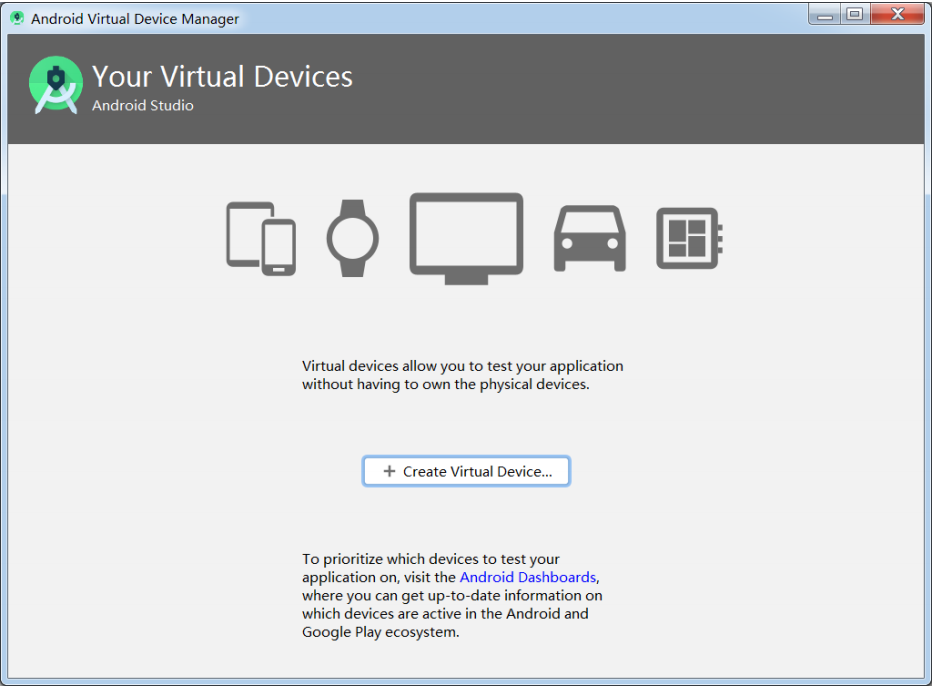 Android Virtual Device Manager
Your Virtual Devices
Android Studio
Virtual devices allow you to test your application
without having to own the physical devices.
+ Create Virtual Device...
To prioritize which devices to test your
application on, visit the Android Dashboards,
where you can get up-to-date information on
which devices are active in the Android and
Google Play ecosystem.